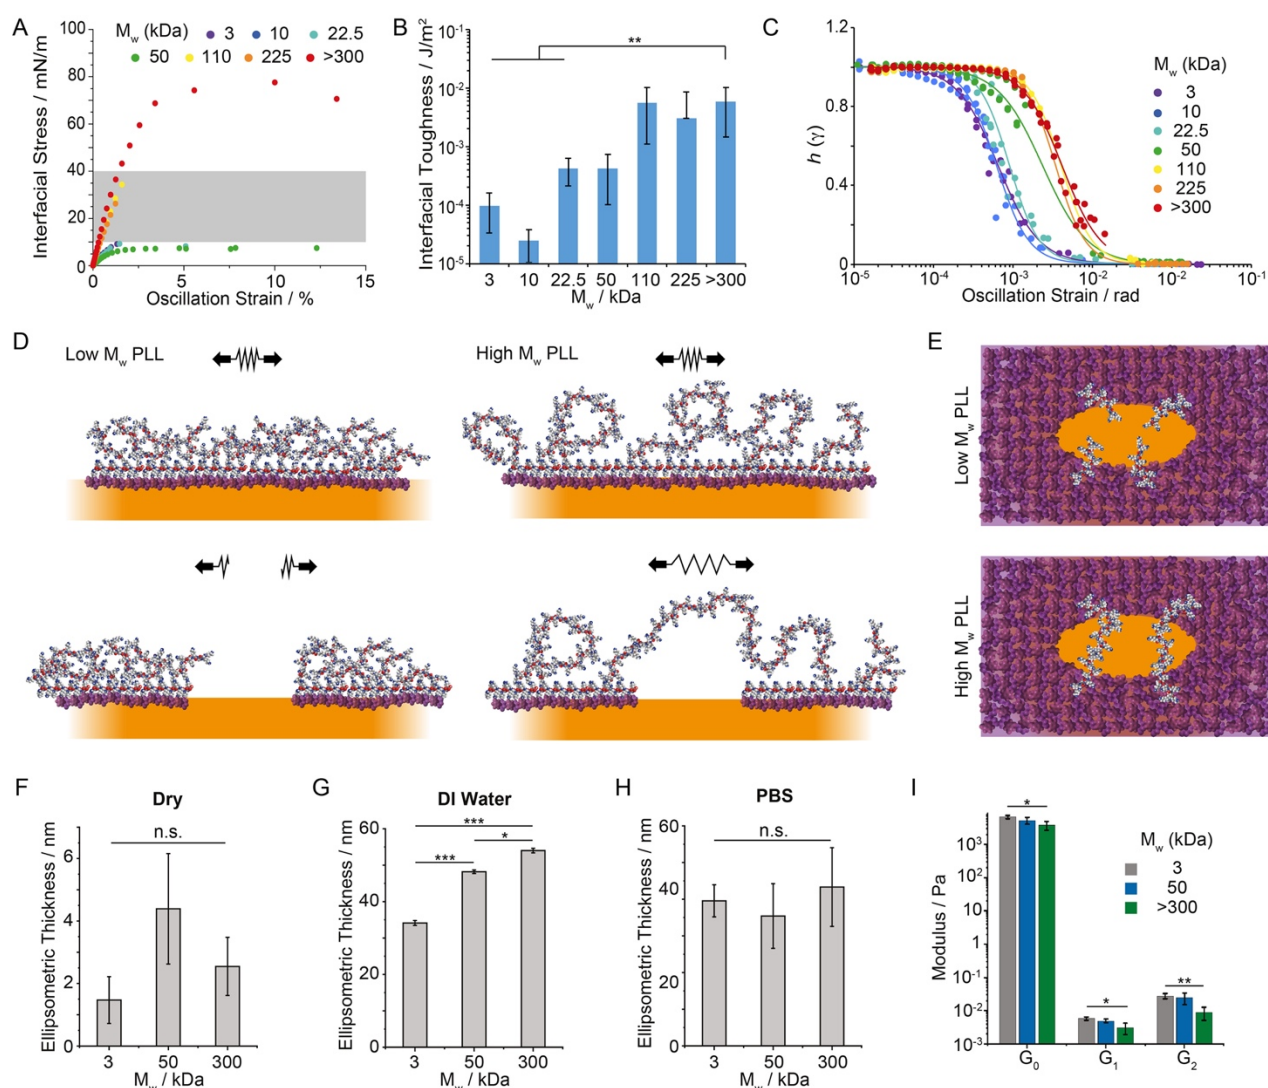 A
Mw (kDa)
3
10
22.5
50
110
225
>300
Interfacial Stress / mN/m
100
80
60
40
20
0
0
5
10
15
Oscillation Strain / %
B
**
Interfacial Toughness / J/m²
10-1
10-2
10-3
10-4
10-5
3
10
22.5
50
110
225
>300
Mw / kDa
C
h (γ)
1.2
0.8
0.4
0
10-5
10-4
10-3
10-2
10-1
Oscillation Strain / rad
Mw (kDa)
3
10
22.5
50
110
225
>300
D
Low Mw PLL
High Mw PLL
E
Low Mw PLL
High Mw PLL
F
Dry
n.s.
Ellipsometric Thickness / nm
6
4
2
0
3
50
300
Mw / kDa
G
DI Water
***
***
*
Ellipsometric Thickness / nm
60
40
20
0
3
50
300
Mw / kDa
H
PBS
n.s.
Ellipsometric Thickness / nm
60
40
20
0
3
50
300
Mw / kDa
I
*
*
**
Mw (kDa)
3
50
>300
Modulus / Pa
103
102
10
1
10-1
10-2
10-3
G0
G1
G2